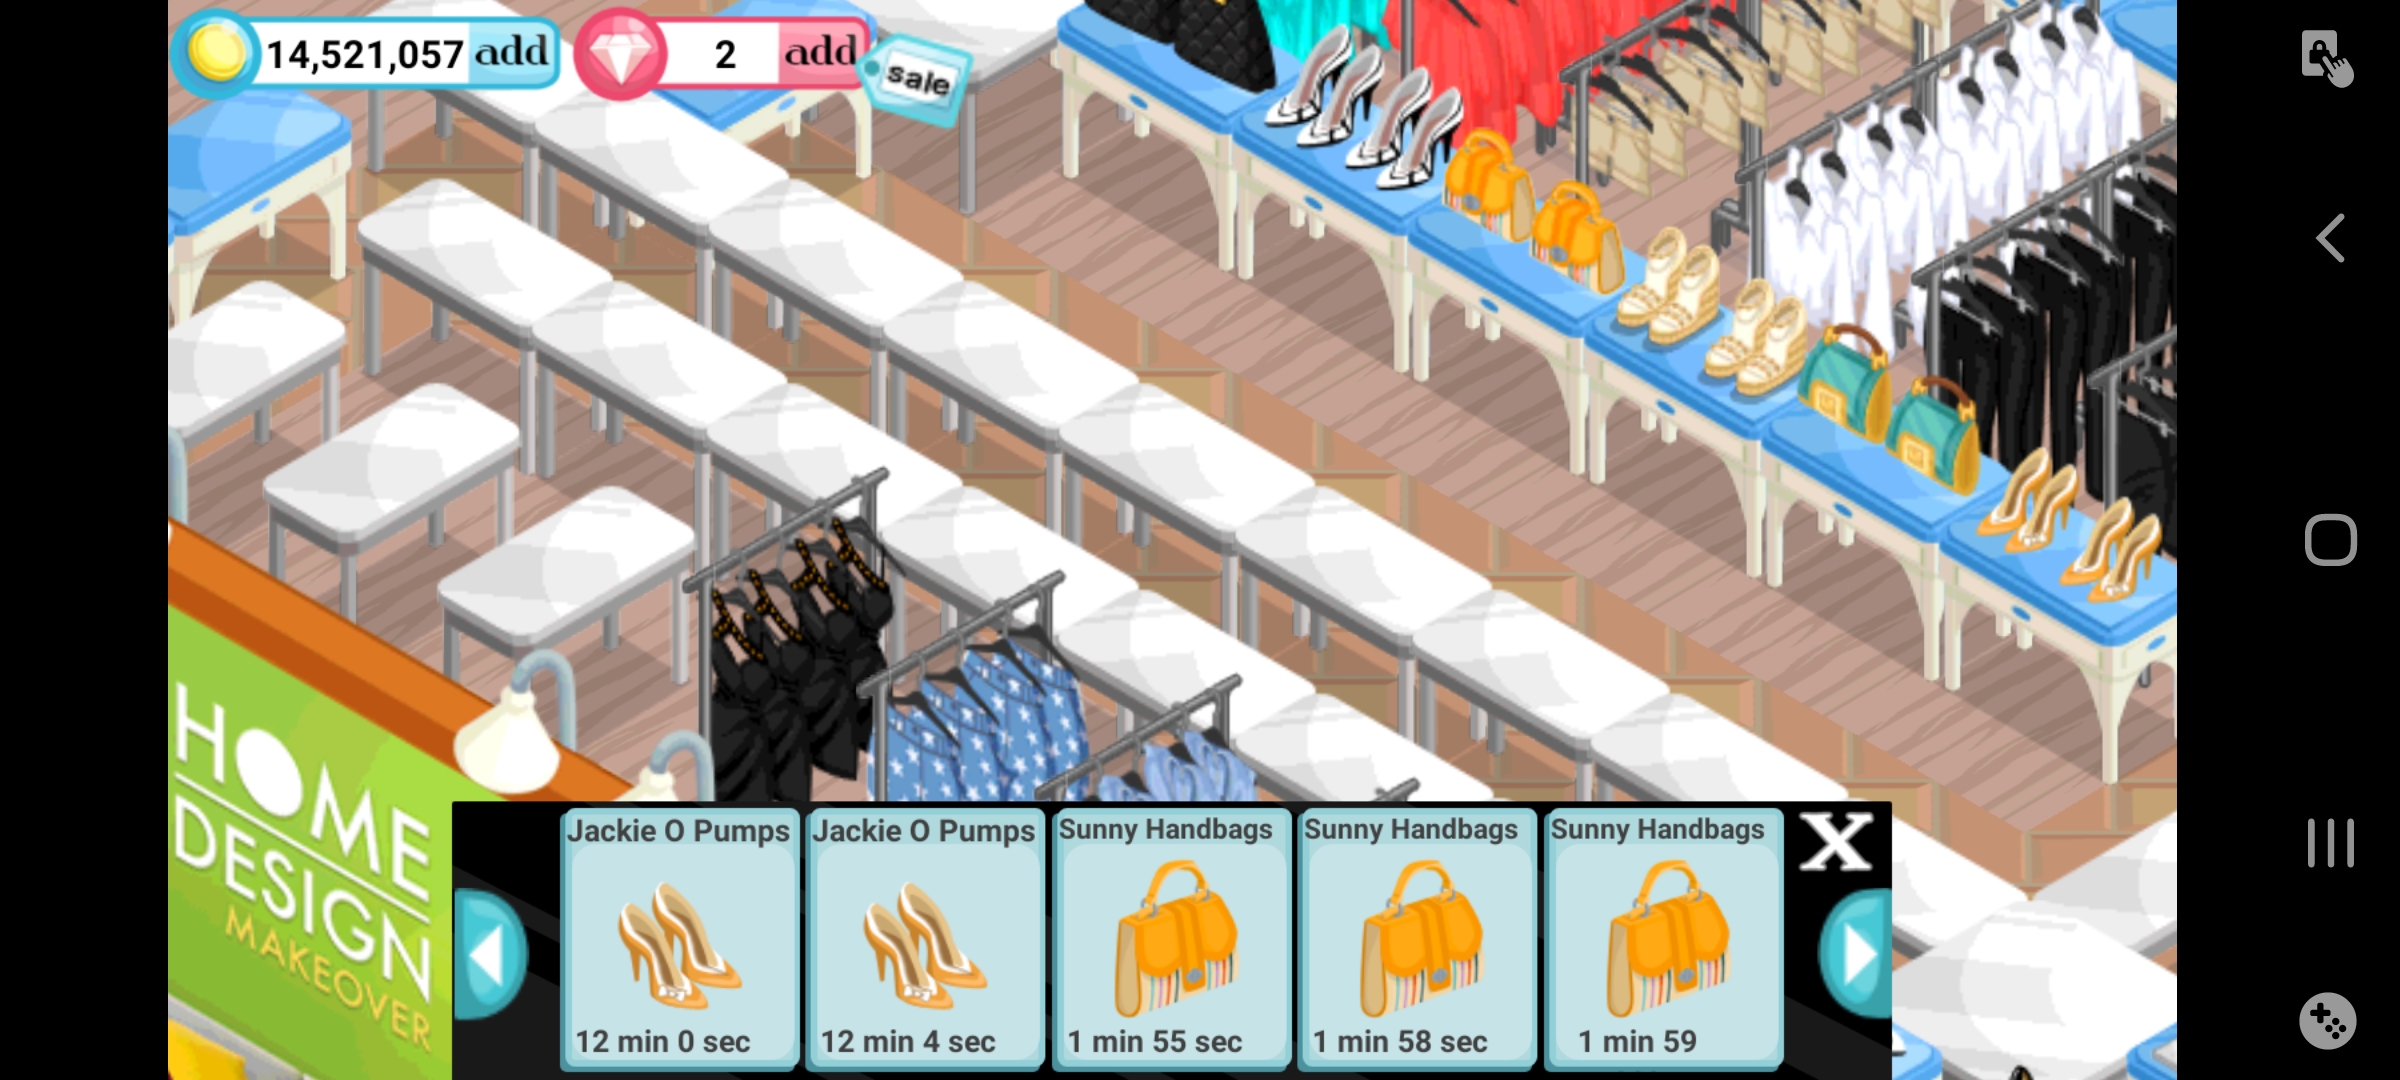 14,521,057 add
2 add
sale
HOME
DESIGN
MAKEOVER
Jackie O Pumps
12 min 0 sec
Jackie O Pumps
12 min 4 sec
Sunny Handbags
1 min 55 sec
Sunny Handbags
1 min 58 sec
Sunny Handbags
1 min 59
X